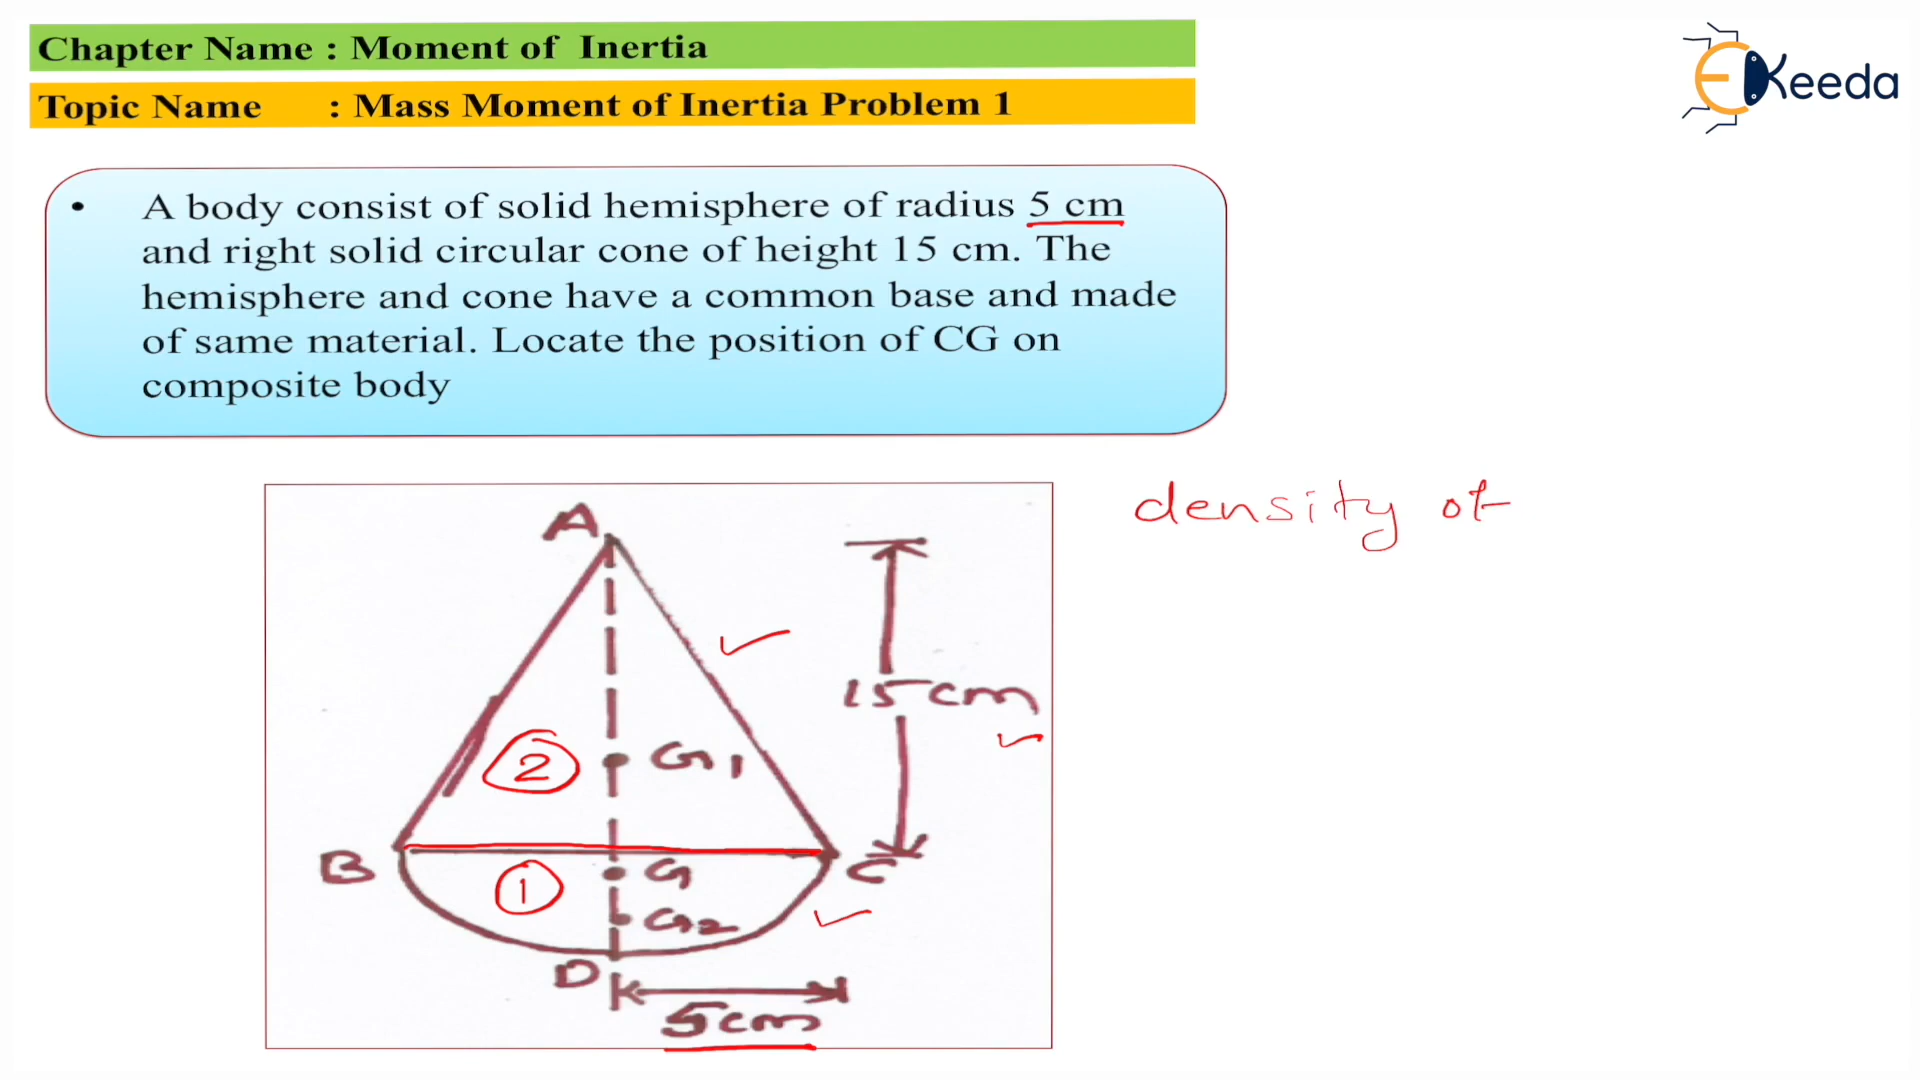 Chapter Name : Moment of Inertia
Topic Name : Mass Moment of Inertia Problem 1
Keeda
• A body consist of solid hemisphere of radius 5 cm
and right solid circular cone of height 15 cm. The
hemisphere and cone have a common base and made
of same material. Locate the position of CG on
composite body
density of
A
15 cm
2
G1
B
1
G
C
G2
D
5 cm